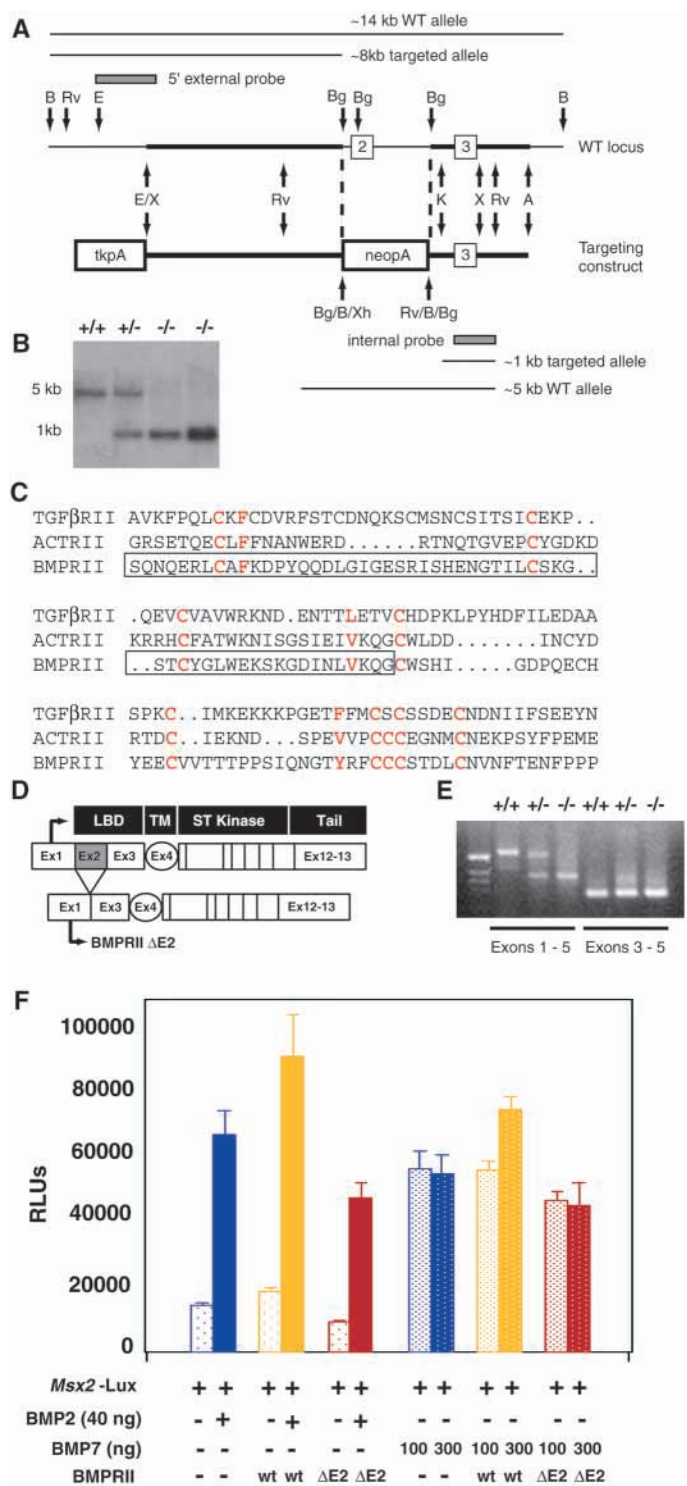 A
~14 kb WT allele
~8kb targeted allele
5' external probe
B Rv E Bg Bg Bg B
2 3 WT locus
E/X Rv K X Rv A
tkpA neopA 3 Targeting construct
Bg/B/Xh Rv/B/Bg
internal probe
~1 kb targeted allele
~5 kb WT allele
B
+/+ +/- -/- -/-
5 kb
1kb
C
TGFβRII AVKFPQLCKFCDVRFSTCDNQKSCMSNCSITSICEKP..
ACTRII GRSETQECLFFNANWERD......RTNQTGVEPCYGDKD
BMPRII SQNQERLCAFKDPYQQDLGIGESRISHENGTILCSKG..
TGFβRII .QEVCVAVWRKND.ENTTLETVCHDPKLPYHDFILEDAA
ACTRII KRRHCFATWKNISGSIEIVKQGCWLDD......INCYD
BMPRII ..STCYGLWEKSKGDINLVKQGCWSHI.....GDPQECH
TGFβRII SPKC..IMKEKKKPGETFFMCSCSSDECNDNIIFSEEYN
ACTRII RTDC..IEKND..SPEVVPCCCEGNMCNEKPSYFPEME
BMPRII YEECVVTTTPPSIQNGTYRFCCCSTDLCNVNFTENFPPP
D
LBD TM ST Kinase Tail
Ex1 Ex2 Ex3 Ex4 Ex12-13
Ex1 Ex3 Ex4 Ex12-13
BMPRII ΔE2
E
+/+ +/- -/- +/+ +/- -/-
Exons 1 - 5 Exons 3 - 5
F
100000
80000
60000
40000
20000
0
RLUs
Msx2 -Lux + + + + + + + + + + + +
BMP2 (40 ng) - + - + - + - - - - - -
BMP7 (ng) - - - - - - 100 300 100 300 100 300
BMPRII - - wt wt ΔE2 ΔE2 - - wt wt ΔE2 ΔE2